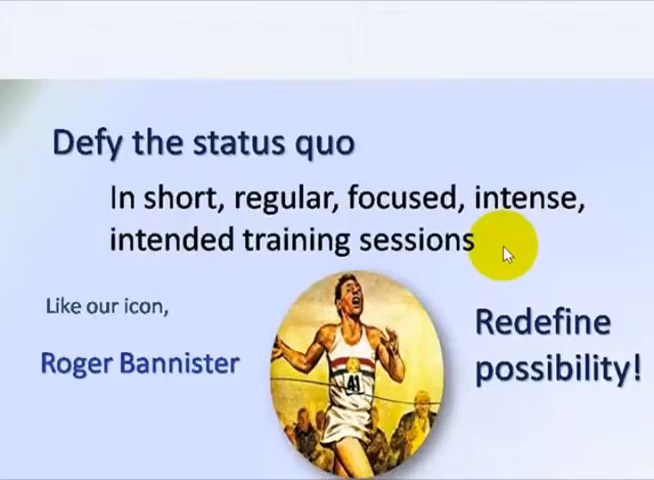 Defy the status quo
In short, regular, focused, intense,
intended training sessions
Like our icon,
Roger Bannister
Redefine
possibility!
41